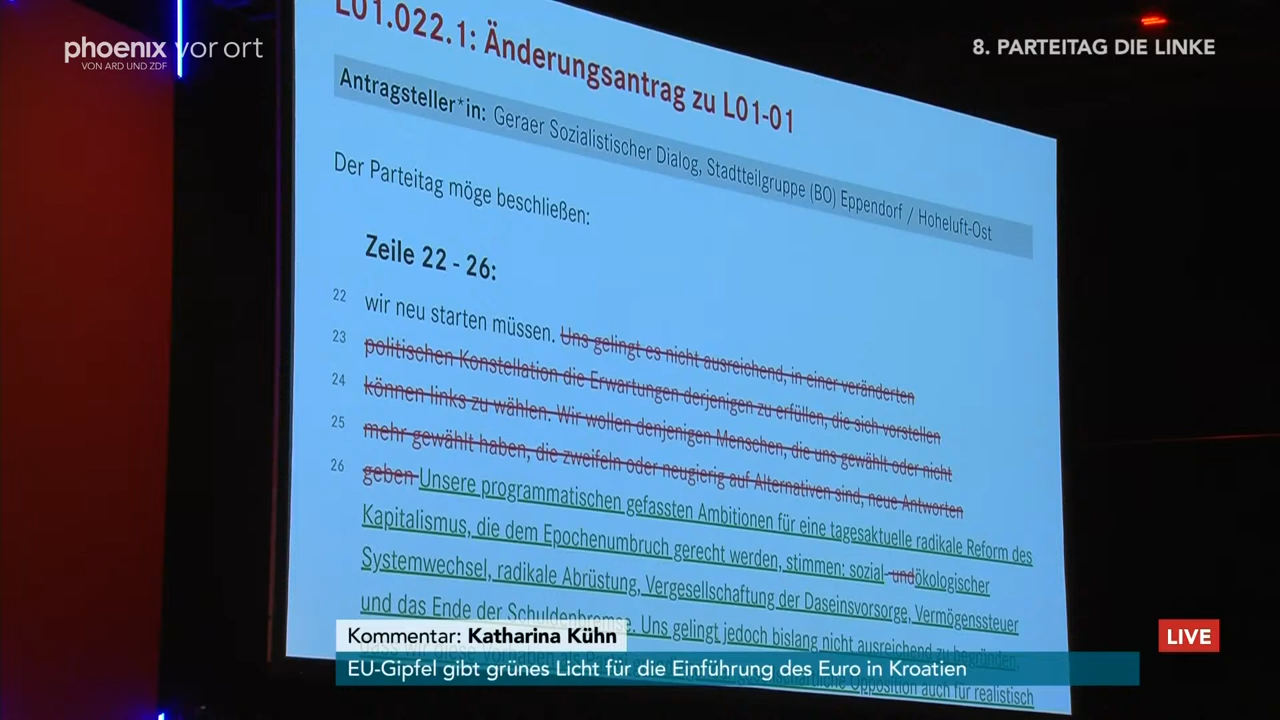 phoenix vor ort
VON ARD UND ZDF
8. PARTEITAG DIE LINKE
L01.022.1: Änderungsantrag zu L01-01
Antragsteller*in: Geraer Sozialistischer Dialog, Stadtteilgruppe (BO) Eppendorf / Hoheluft-Ost
Der Parteitag möge beschließen:
Zeile 22 - 26:
22 wir neu starten müssen. Uns gelingt es nicht ausreichend, in einer veränderten
23 politischen Konstellation die Erwartungen derjenigen zu erfüllen, die sich vorstellen
24 können links zu wählen. Wir wollen denjenigen Menschen, die uns gewählt oder nicht
25 mehr gewählt haben, die zweifeln oder neugierig auf Alternativen sind, neue Antworten
26 geben Unsere programmatischen gefassten Ambitionen für eine tagesaktuelle radikale Reform des
Kapitalismus, die dem Epochenumbruch gerecht werden, stimmen: sozial- undökologischer
Systemwechsel, radikale Abrüstung, Vergesellschaftung der Daseinsvorsorge, Vermögenssteuer
und das Ende der Schuldenbremse. Uns gelingt jedoch bislang nicht ausreichend zu begründen,
Opposition auch für realistisch
Kommentar: Katharina Kühn
LIVE
EU-Gipfel gibt grünes Licht für die Einführung des Euro in Kroatien